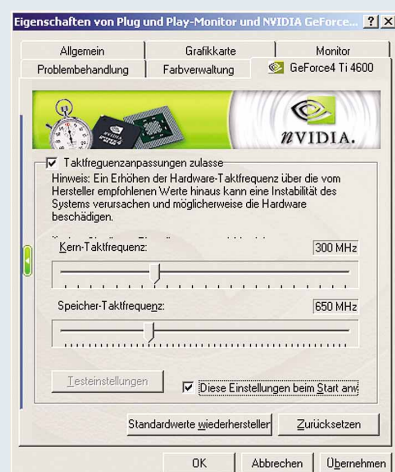 Eigenschaften von Plug und Play-Monitor und NVIDIA GeForce...
Allgemein Grafikkarte Monitor
Problembehandlung Farbverwaltung GeForce4 Ti 4600
NVIDIA.
Taktfreguenzanpassungen zulasse
Hinweis: Ein Erhöhen der Hardware-Taktfrequenz über die vom
Hersteller empfohlenen Werte hinaus kann eine Instabilität des
Systems verursachen und möglicherweise die Hardware
beschädigen.
Kern-Taktfrequenz: 300 MHz
Speicher-Taktfrequenz: 650 MHz
Testeinstellungen
Diese Einstellungen beim Start anw
Standardwerte wiederhersteller Zurücksetzen
OK Abbrechen Übernehmen